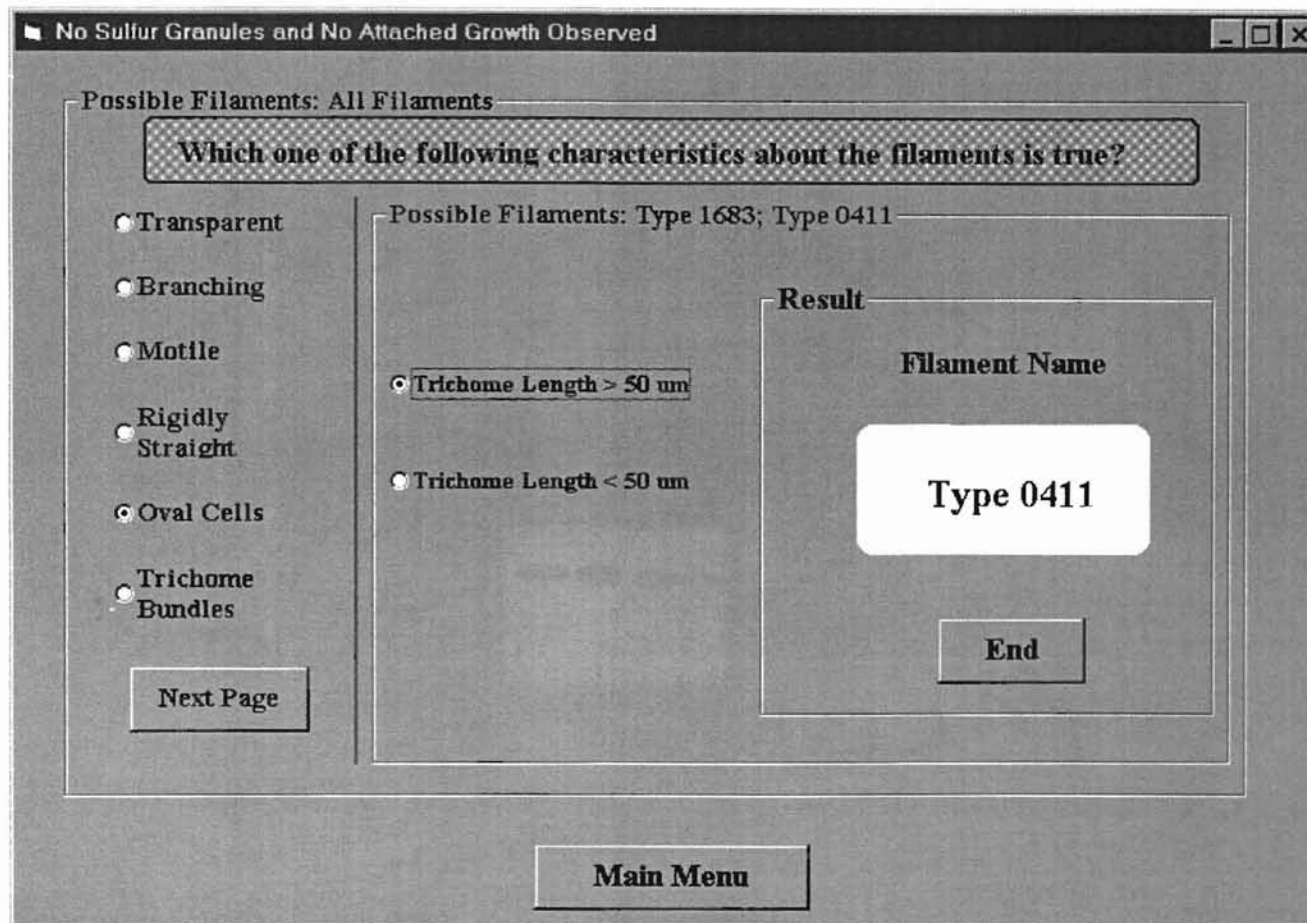 No Sulfur Granules and No Attached Growth Observed
Possible Filaments: All Filaments
Which one of the following characteristics about the filaments is true?
Transparent
Branching
Motile
Rigidly
Straight
Oval Cells
Trichome
Bundles
Next Page
Possible Filaments: Type 1683; Type 0411
Trichome Length > 50 um
Trichome Length < 50 um
Result
Filament Name
Type 0411
End
Main Menu